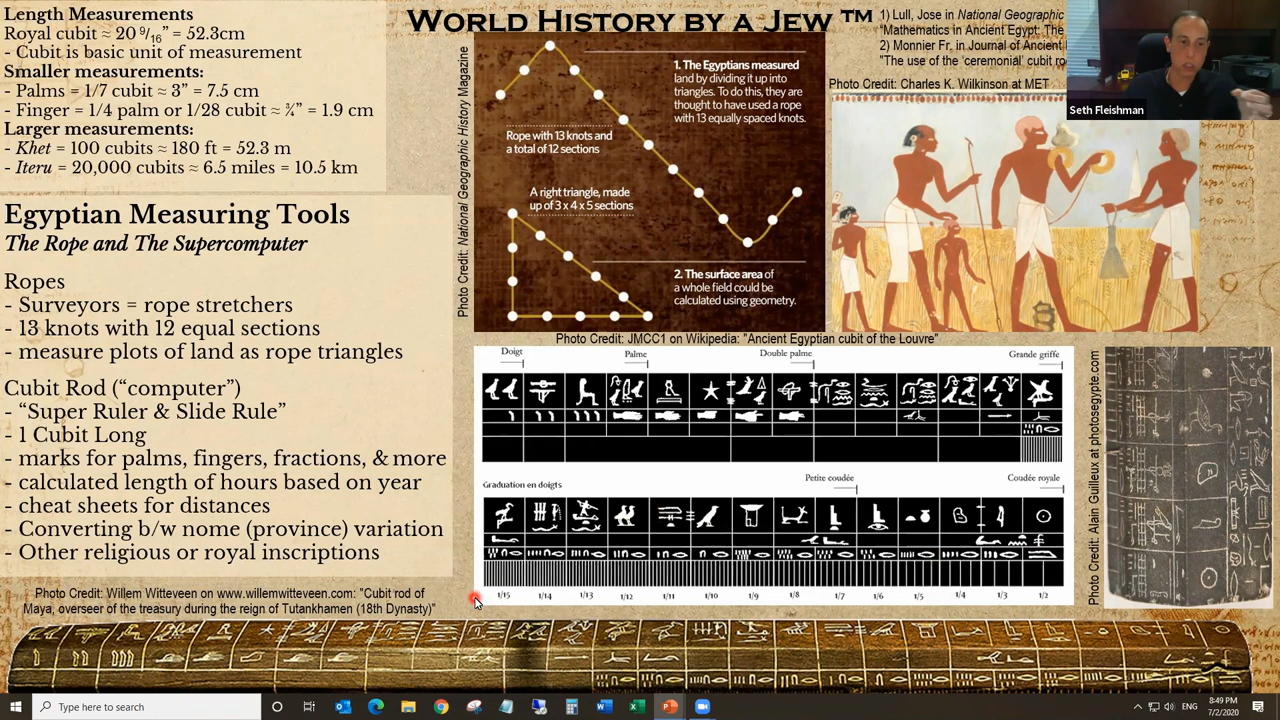 Length Measurements
Royal cubit ≈ 20 9/16” = 52.3cm
- Cubit is basic unit of measurement
Smaller measurements:
- Palms = 1/7 cubit ≈ 3” = 7.5 cm
- Finger = 1/4 palm or 1/28 cubit ≈ ¾” = 1.9 cm
Larger measurements:
- Khet = 100 cubits ≈ 180 ft = 52.3 m
- Iteru = 20,000 cubits ≈ 6.5 miles = 10.5 km
Egyptian Measuring Tools
The Rope and The Supercomputer
Ropes
- Surveyors = rope stretchers
- 13 knots with 12 equal sections
- measure plots of land as rope triangles
Cubit Rod (“computer”)
- “Super Ruler & Slide Rule”
- 1 Cubit Long
- marks for palms, fingers, fractions, & more
- calculated length of hours based on year
- cheat sheets for distances
- Converting b/w nome (province) variation
- Other religious or royal inscriptions
Photo Credit: Willem Witteveen on www.willemwitteveen.com: "Cubit rod of
Maya, overseer of the treasury during the reign of Tutankhamen (18th Dynasty)"
World History by a Jew ™
Photo Credit: National Geographic History Magazine
1. The Egyptians measured
land by dividing it up into
triangles. To do this, they are
thought to have used a rope
with 13 equally spaced knots.
Rope with 13 knots and
a total of 12 sections
A right triangle, made
up of 3 x 4 x 5 sections
2. The surface area of
a whole field could be
calculated using geometry.
1) Lull, Jose in National Geographic
"Mathematics in Ancient Egypt: The
2) Monnier Fr, in Journal of Ancient
"The use of the 'ceremonial' cubit ro
Photo Credit: Charles K. Wilkinson at MET
Seth Fleishman
Photo Credit: JMCC1 on Wikipedia: "Ancient Egyptian cubit of the Louvre"
Doigt Palme Double palme Grande griffe
Graduation en doigts Petite coudée Coudée royale
1/15 1/14 1/13 1/12 1/11 1/10 1/9 1/8 1/7 1/6 1/5 1/4 1/3 1/2
Photo Credit: Alain Guilleux at photosegypte.com
Type here to search
ENG
8:49 PM
7/2/2020